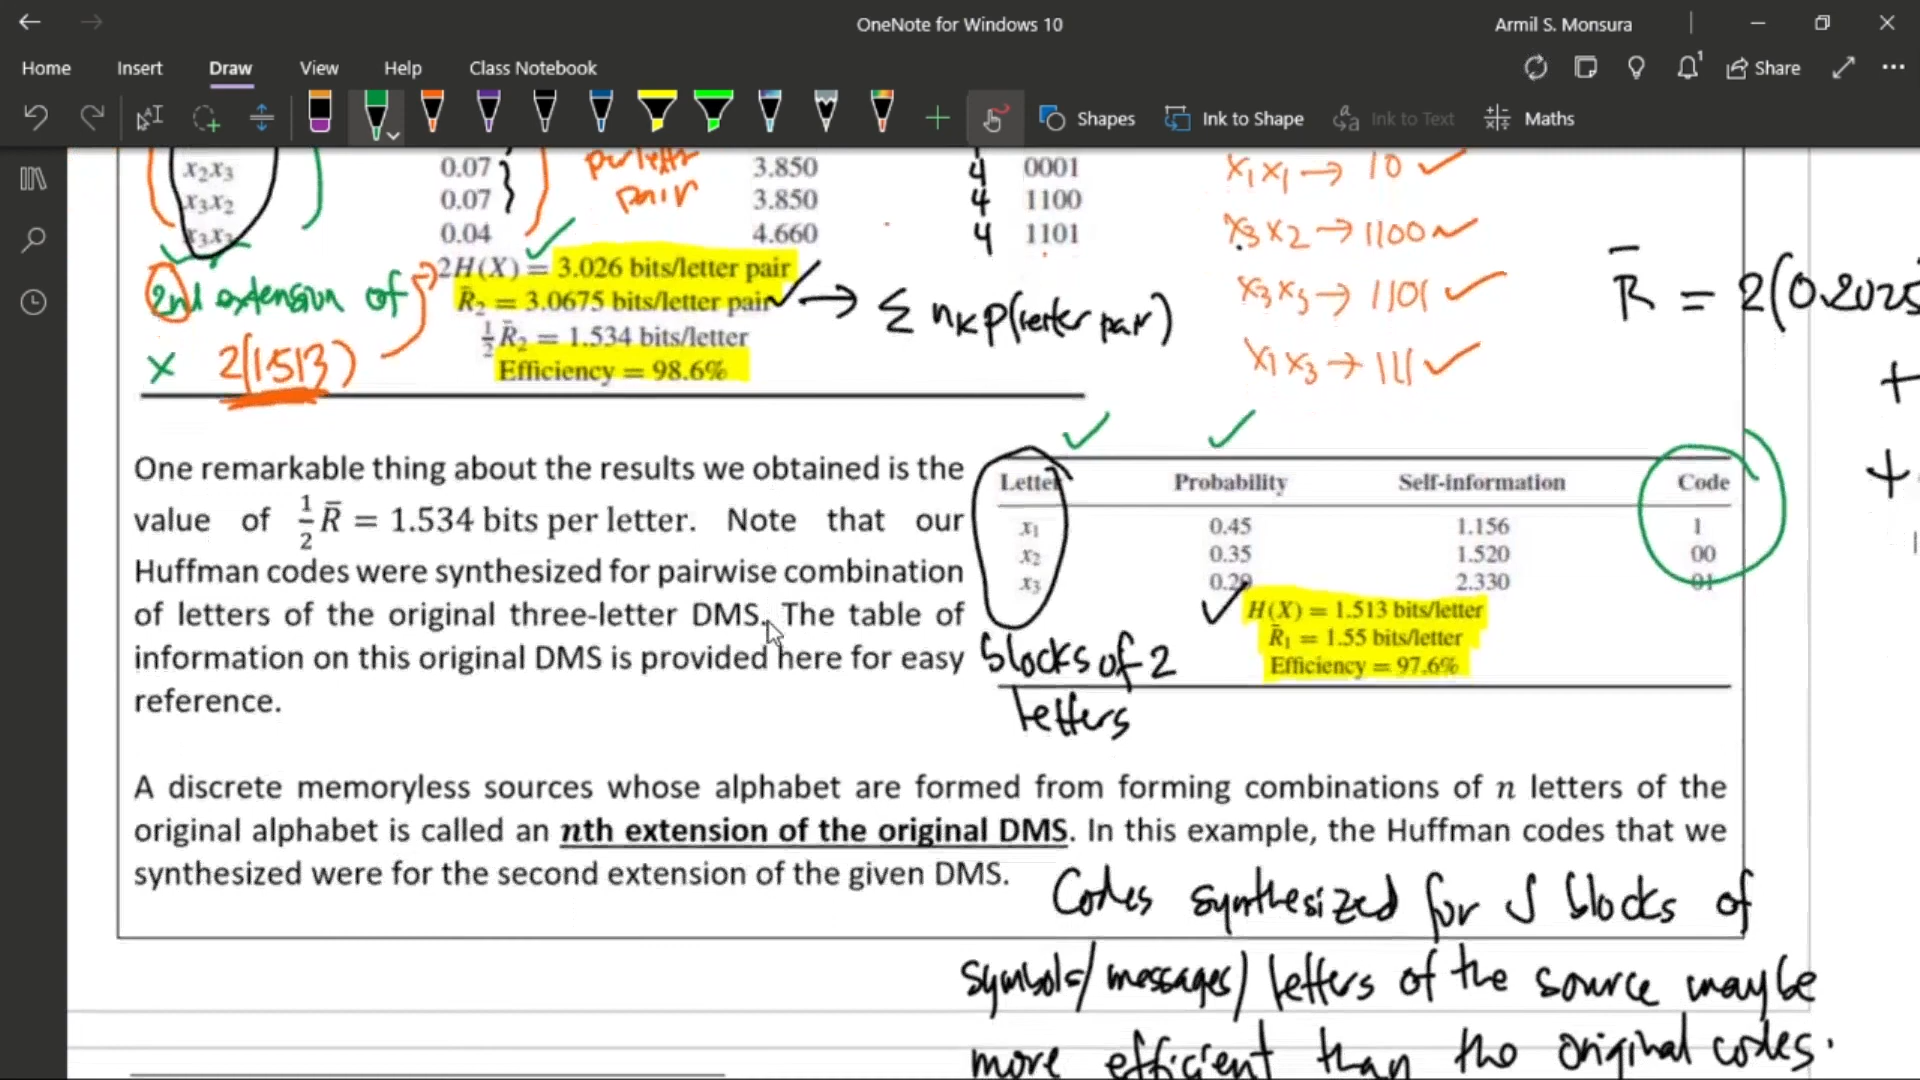 OneNote for Windows 10
Armil S. Monsura
Home Insert Draw View Help Class Notebook
Share
Shapes Ink to Shape Ink to Text Maths
x₂x₃ 0.07 3.850 4 0001
x₃x₂ 0.07 3.850 4 1100
x₃x₃ 0.04 4.660 4 1101
per letter
pair
2H(X) = 3.026 bits/letter pair
R̄₂ = 3.0675 bits/letter pair
½R̄₂ = 1.534 bits/letter
Efficiency = 98.6%
2nd extension of
X 2(1.513)
→ Σ nₖ p(letter pair)
x₁x₁ → 10 ✓
x₃x₂ → 1100 ✓
x₃x₃ → 1101 ✓
x₁x₃ → 111 ✓
R̄ = 2(0.2025
+
+
One remarkable thing about the results we obtained is the
value of ½R̄ = 1.534 bits per letter. Note that our
Huffman codes were synthesized for pairwise combination
of letters of the original three-letter DMS. The table of
information on this original DMS is provided here for easy
reference.
Letter Probability Self-information Code
x₁ 0.45 1.156 1
x₂ 0.35 1.520 00
x₃ 0.20 2.330 01
H(X) = 1.513 bits/letter
R̄₁ = 1.55 bits/letter
Efficiency = 97.6%
blocks of 2
letters
A discrete memoryless sources whose alphabet are formed from forming combinations of n letters of the
original alphabet is called an nth extension of the original DMS. In this example, the Huffman codes that we
synthesized were for the second extension of the given DMS.
Codes synthesized for J blocks of
symbols/messages/letters of the source may be
more efficient than the original codes.